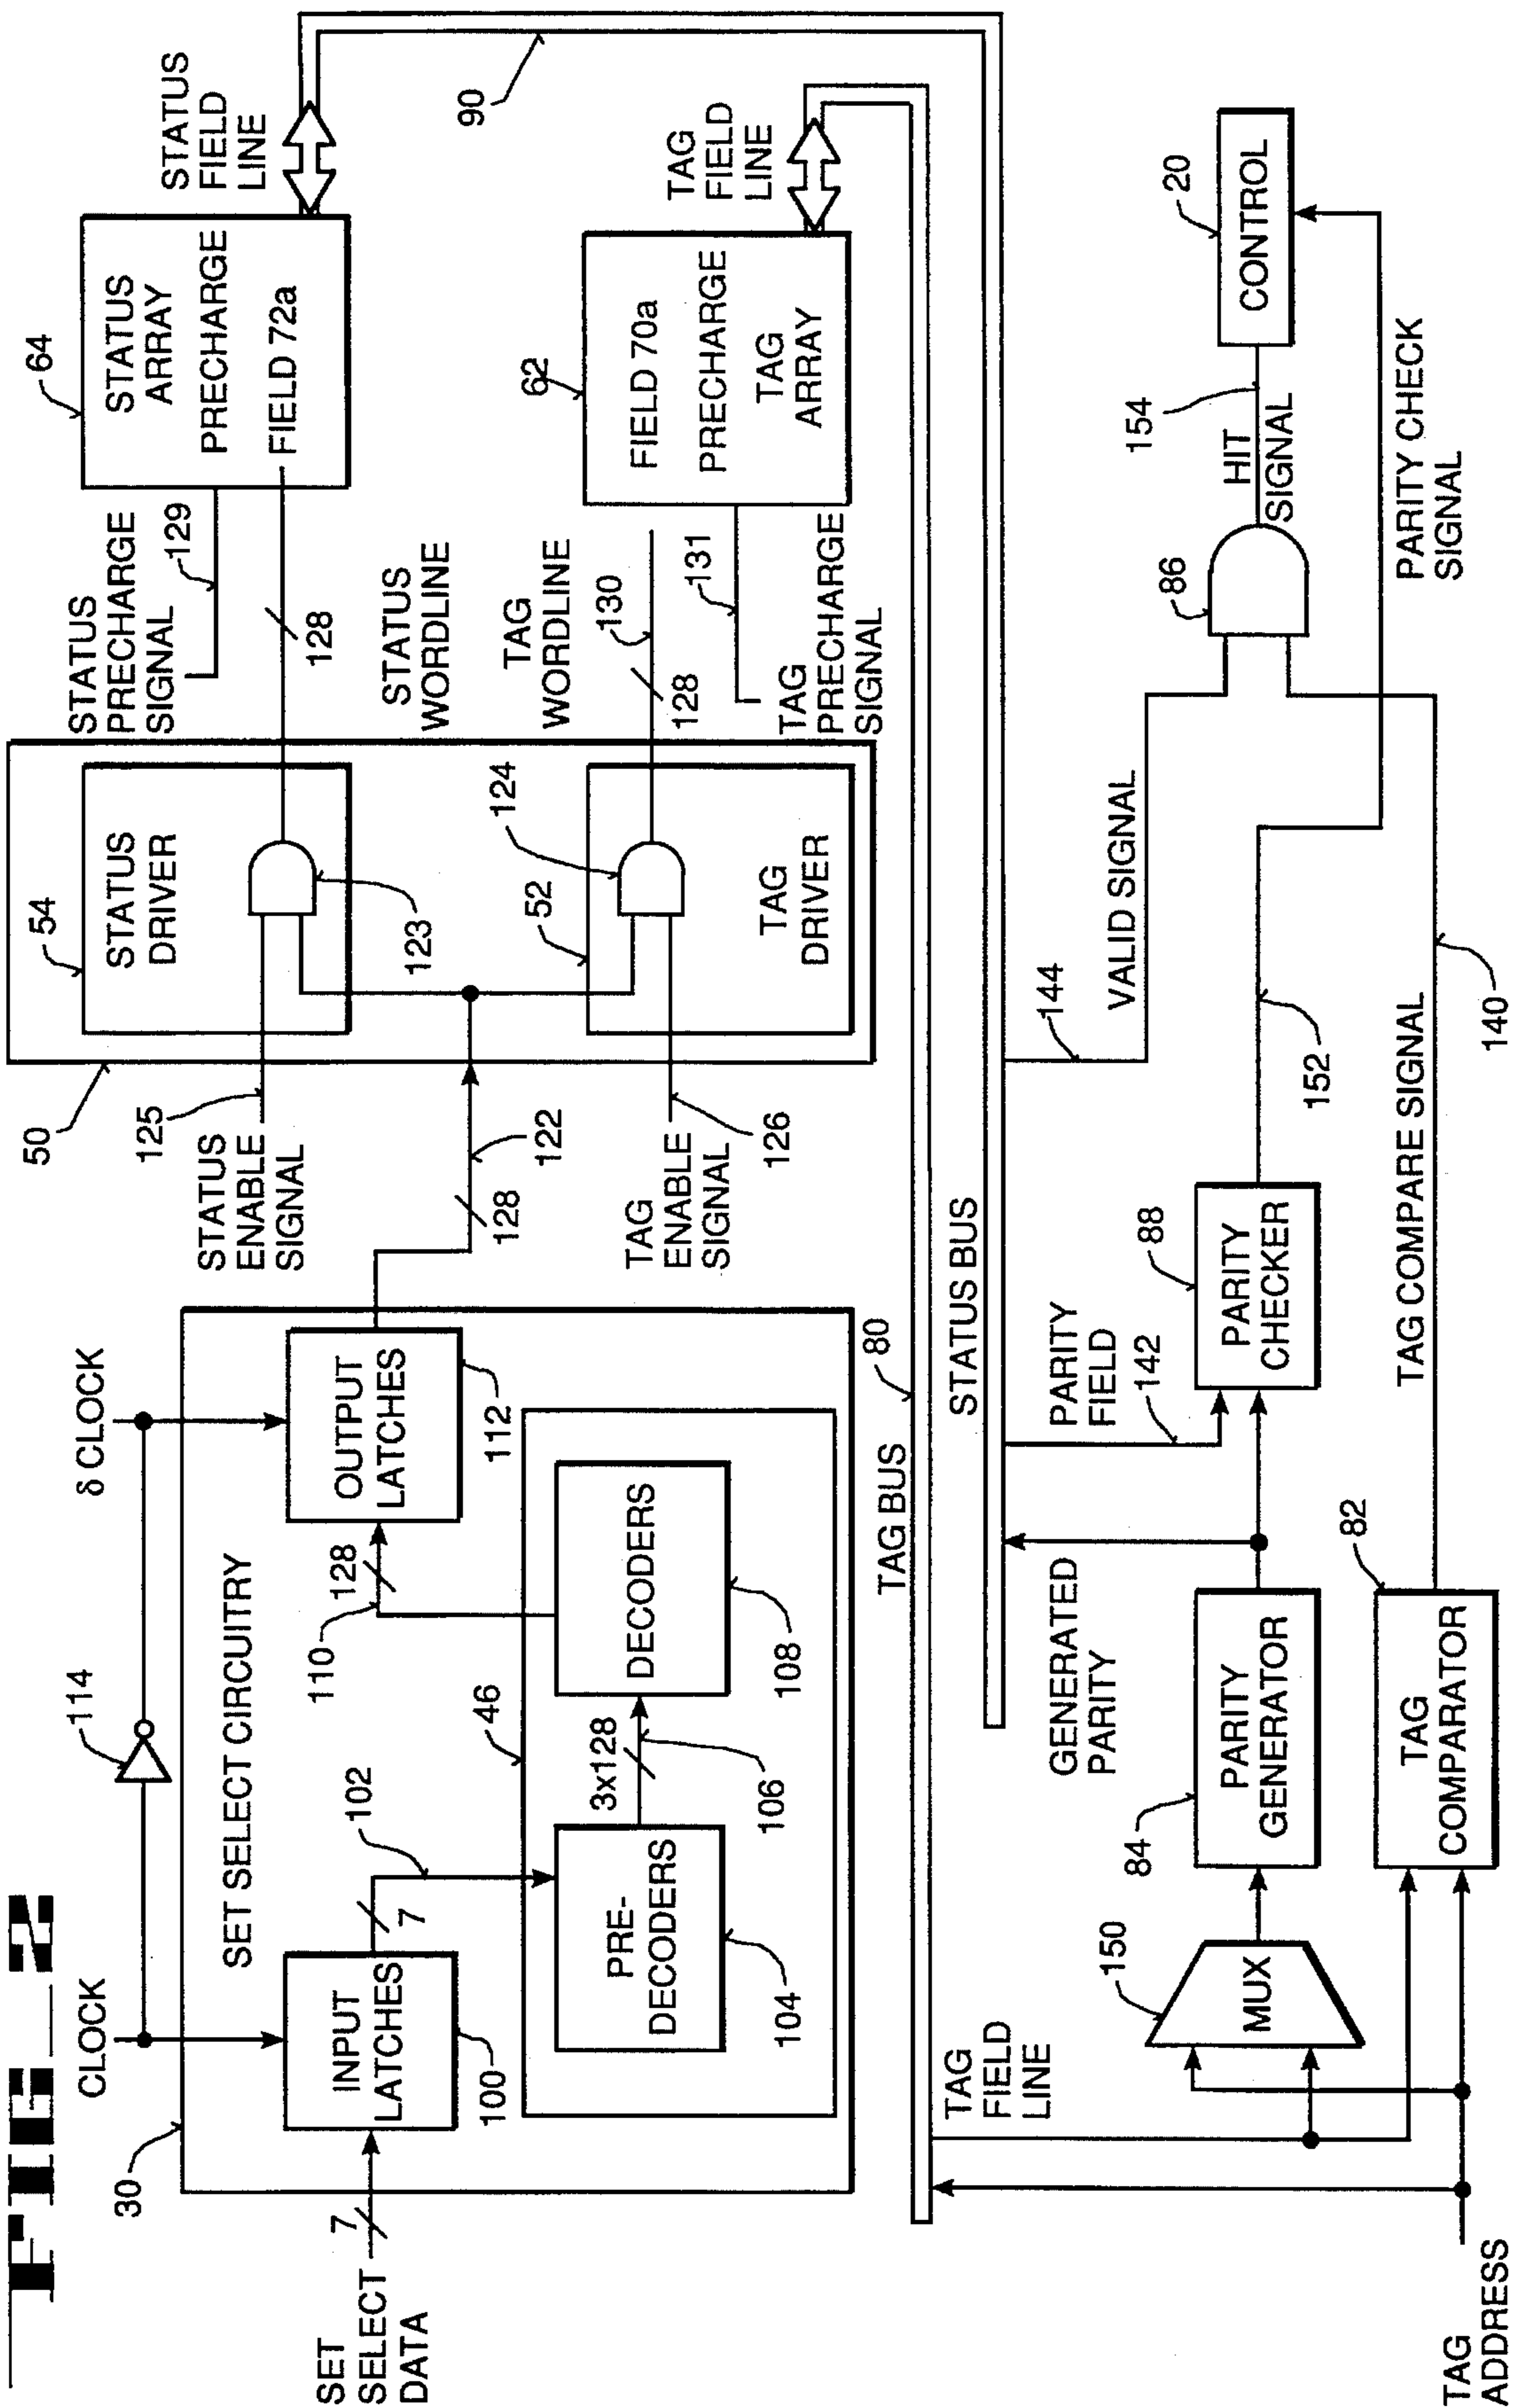 FIG_2
CLOCK
114
δ CLOCK
30
SET SELECT CIRCUITRY
SET
SELECT
DATA
7
INPUT
LATCHES
100
7
102
46
PRE-
DECODERS
104
3x128
106
DECODERS
108
110
128
OUTPUT
LATCHES
112
128
122
STATUS
ENABLE
SIGNAL
125
TAG
ENABLE
SIGNAL
126
50
54
STATUS
DRIVER
123
52
124
TAG
DRIVER
STATUS
PRECHARGE
SIGNAL
129
128
STATUS
WORDLINE
TAG
WORDLINE
130
128
131
TAG
PRECHARGE
SIGNAL
64
STATUS
ARRAY
PRECHARGE
FIELD 72a
62
FIELD 70a
PRECHARGE
TAG
ARRAY
STATUS
FIELD
LINE
TAG
FIELD
LINE
90
TAG BUS
80
STATUS BUS
TAG
FIELD
LINE
TAG
ADDRESS
150
MUX
84
PARITY
GENERATOR
GENERATED
PARITY
82
TAG
COMPARATOR
PARITY
FIELD
142
88
PARITY
CHECKER
152
TAG COMPARE SIGNAL
140
144
VALID SIGNAL
86
HIT
SIGNAL
154
20
CONTROL
PARITY CHECK
SIGNAL